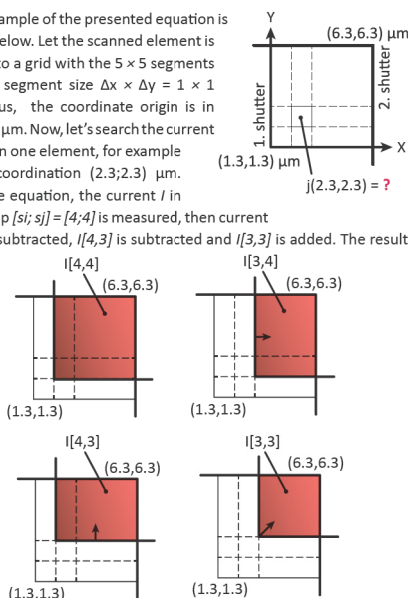 xample of the presented equation is
elow. Let the scanned element is
to a grid with the 5 × 5 segments
segment size Δx × Δy = 1 × 1
us, the coordinate origin is in
μm. Now, let's search the current
n one element, for example
coordination (2.3;2.3) μm.
e equation, the current I in
p [si; sj] = [4;4] is measured, then current
subtracted, I[4,3] is subtracted and I[3,3] is added. The result
Y
(6.3,6.3) μm
1. shutter
2. shutter
X
(1.3,1.3) μm
j(2.3,2.3) = ?
I[4,4]
(6.3,6.3)
(1.3,1.3)
I[3,4]
(6.3,6.3)
(1.3,1.3)
I[4,3]
(6.3,6.3)
(1.3,1.3)
I[3,3]
(6.3,6.3)
(1.3,1.3)